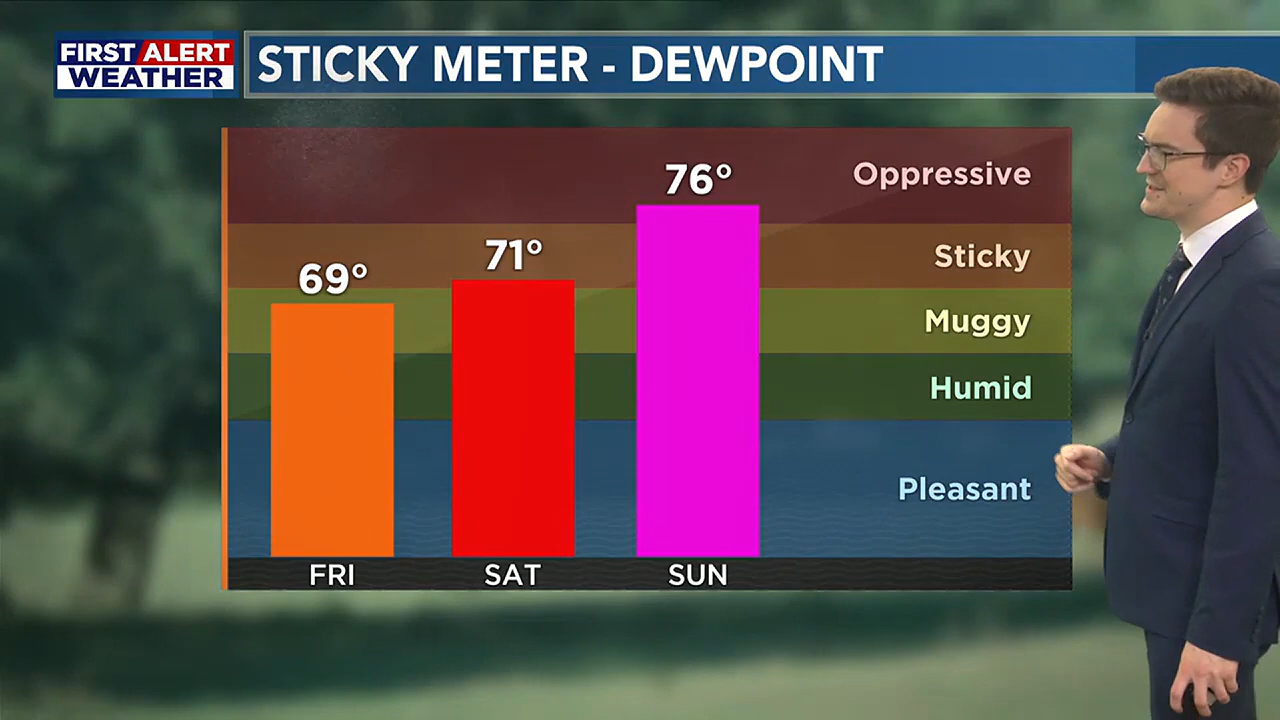 FIRST ALERT
WEATHER
STICKY METER - DEWPOINT
76°
Oppressive
71°
Sticky
69°
Muggy
Humid
Pleasant
FRI
SAT
SUN